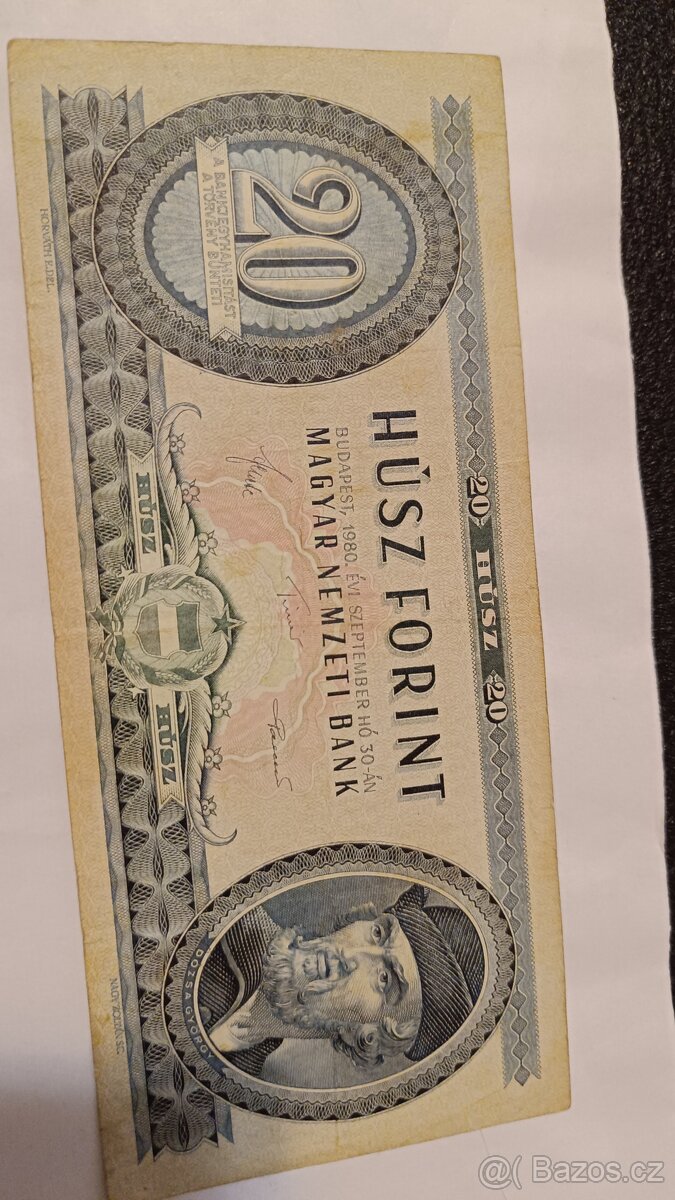 20 HÚSZ 20
HÚSZ FORINT
BUDAPEST, 1980. ÉVI SZEPTEMBER HÓ 30-ÁN
MAGYAR NEMZETI BANK
20
A BANKJEGYHAMISÍTÁST
A TÖRVÉNY BÜNTETI
DÓZSA GYÖRGY
HÚSZ HÚSZ
HORVÁTH E. DEL.
NAGY ZOLTÁN SC.
@( Bazos.cz